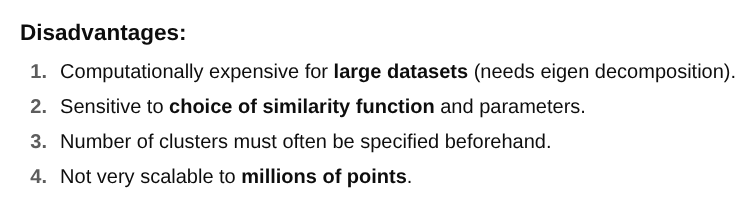 Disadvantages:
1. Computationally expensive for large datasets (needs eigen decomposition).
2. Sensitive to choice of similarity function and parameters.
3. Number of clusters must often be specified beforehand.
4. Not very scalable to millions of points.